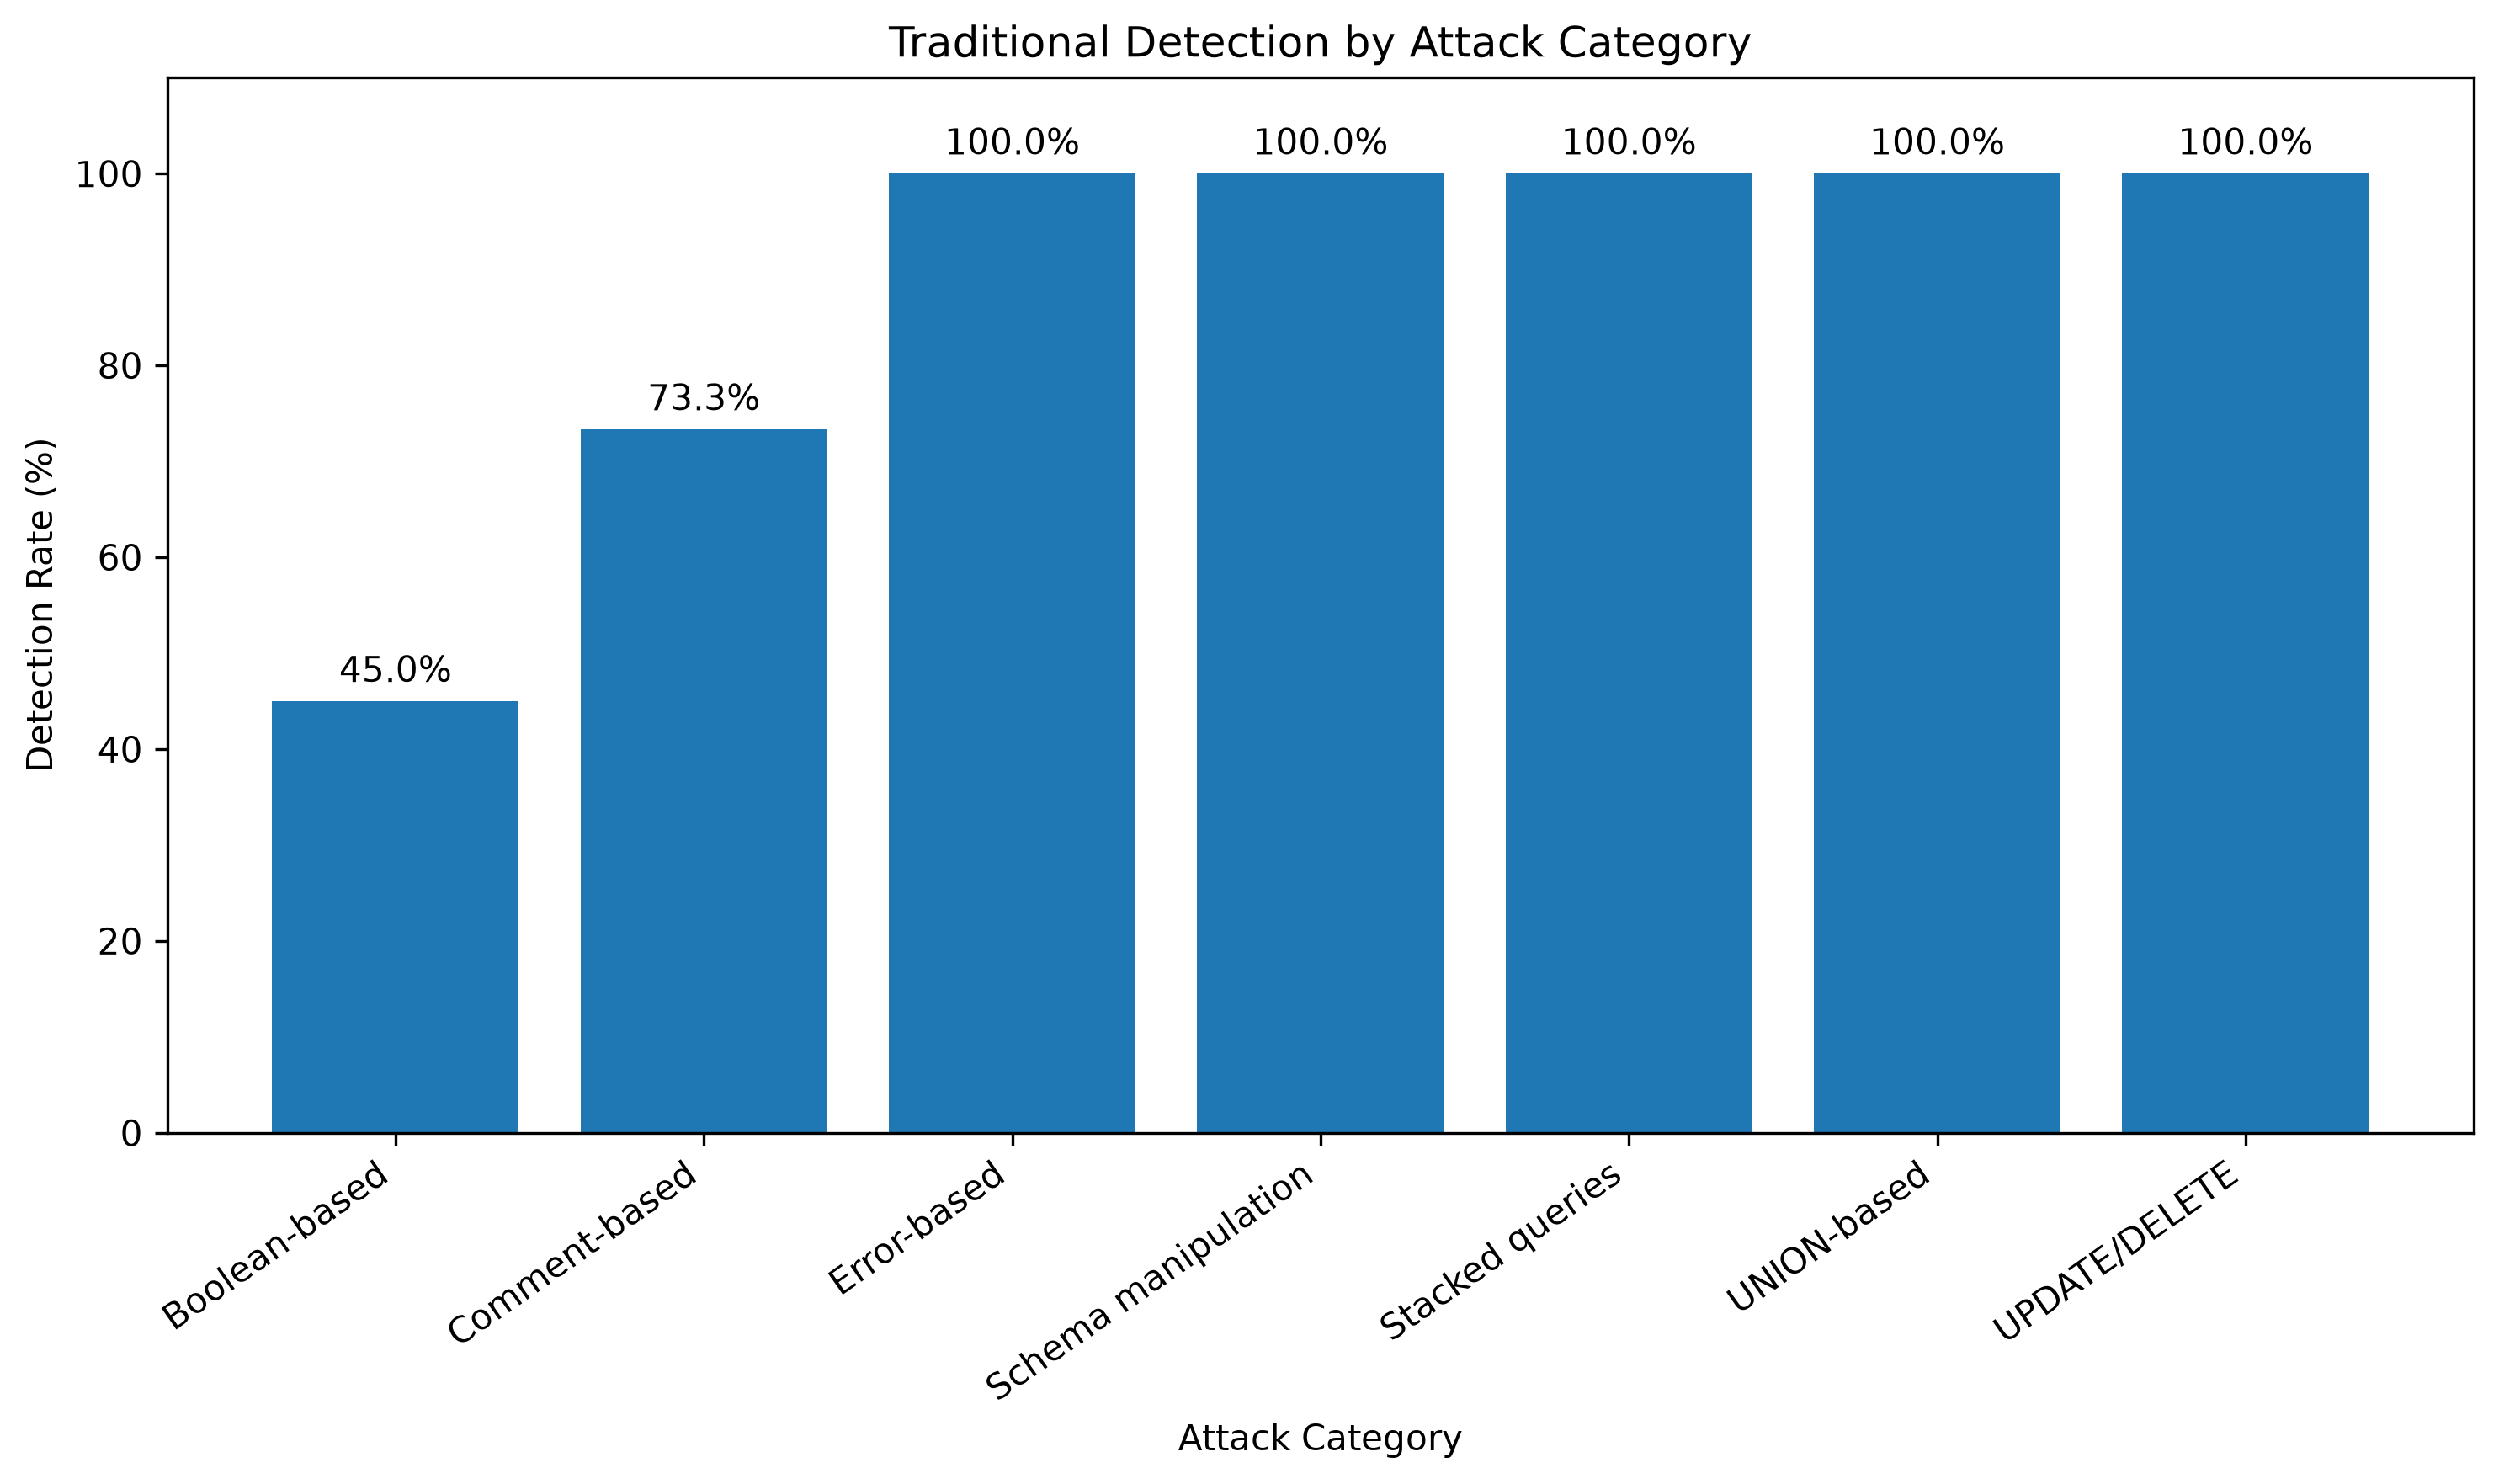 Traditional Detection by Attack Category
100.0%
100.0%
100.0%
100.0%
100.0%
73.3%
45.0%
Detection Rate (%)
100
80
60
40
20
0
Boolean-based
Comment-based
Error-based
Schema manipulation
Stacked queries
UNION-based
UPDATE/DELETE
Attack Category